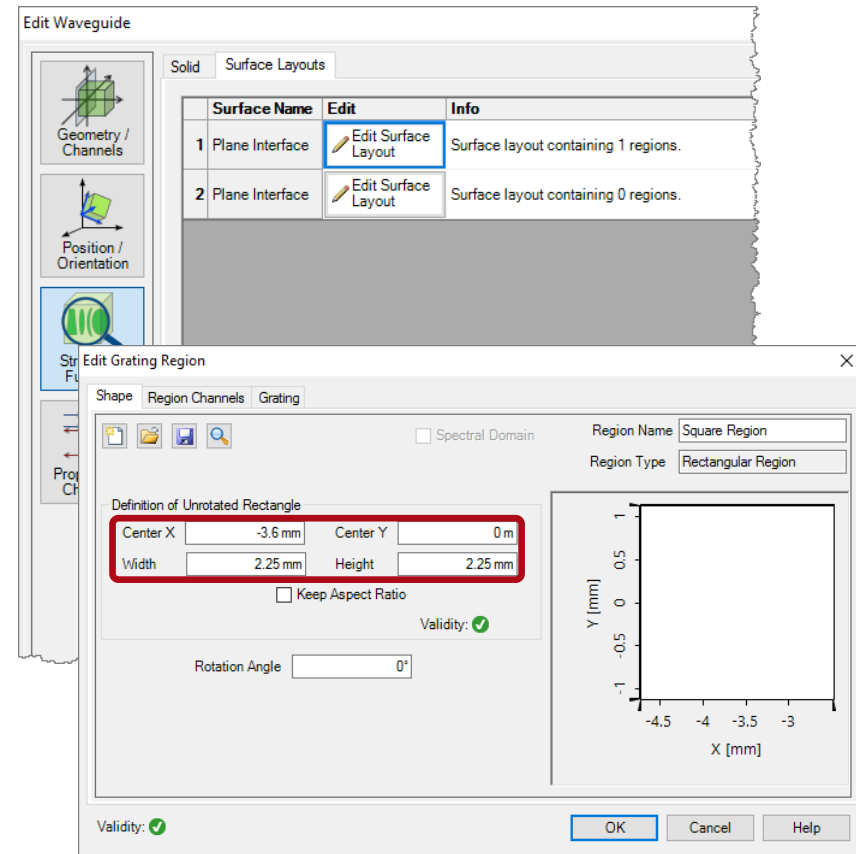 Edit Waveguide
Solid Surface Layouts
Surface Name Edit Info
1 Plane Interface Edit Surface Layout Surface layout containing 1 regions.
2 Plane Interface Edit Surface Layout Surface layout containing 0 regions.
Geometry /
Channels
Position /
Orientation
Edit Grating Region
Shape Region Channels Grating
Spectral Domain
Region Name Square Region
Region Type Rectangular Region
Definition of Unrotated Rectangle
Center X -3.6 mm Center Y 0 m
Width 2.25 mm Height 2.25 mm
Keep Aspect Ratio
Validity:
Rotation Angle 0°
Y [mm]
1
0.5
0
-0.5
-1
-4.5 -4 -3.5 -3
X [mm]
Validity:
OK Cancel Help